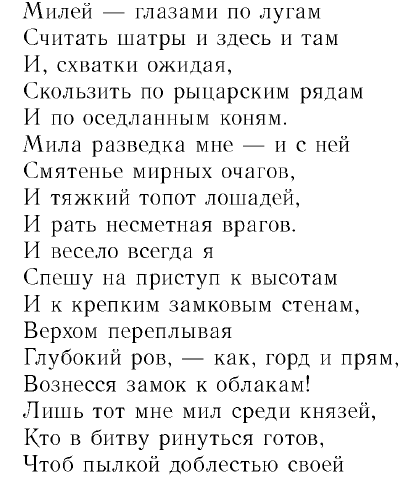 Милей — глазами по лугам
Считать шатры и здесь и там
И, схватки ожидая,
Скользить по рыцарским рядам
И по оседланным коням.
Мила разведка мне — и с ней
Смятенье мирных очагов,
И тяжкий топот лошадей,
И рать несметная врагов.
И весело всегда я
Спешу на приступ к высотам
И к крепким замковым стенам,
Верхом переплывая
Глубокий ров, — как, горд и прям,
Вознесся замок к облакам!
Лишь тот мне мил среди князей,
Кто в битву ринуться готов,
Чтоб пылкой доблестью своей